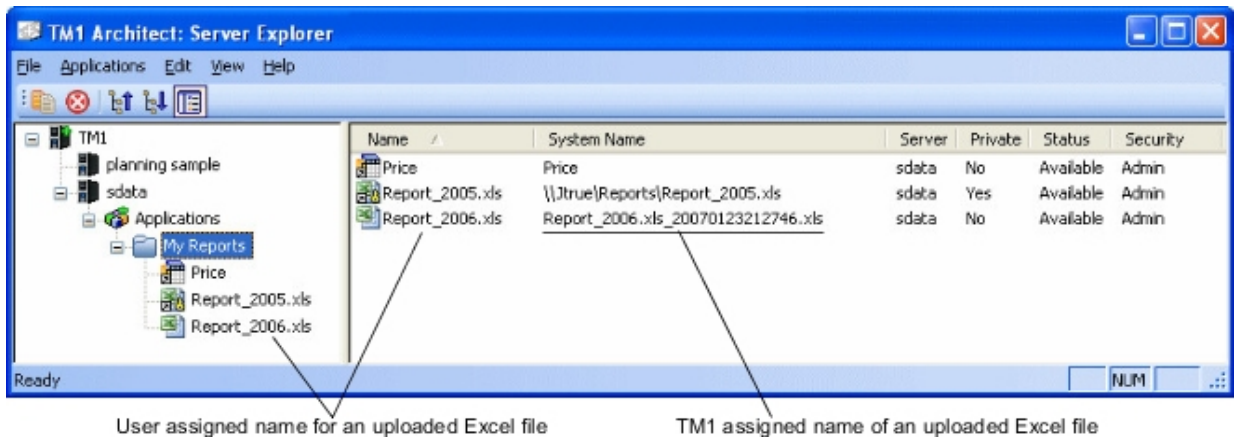 TM1 Architect: Server Explorer
File Applications Edit View Help
TM1
planning sample
sdata
Applications
My Reports
Price
Report_2005.xls
Report_2006.xls
Name System Name Server Private Status Security
Price Price sdata No Available Admin
Report_2005.xls \\Jtrue\Reports\Report_2005.xls sdata Yes Available Admin
Report_2006.xls Report_2006.xls_20070123212746.xls sdata No Available Admin
Ready NUM
User assigned name for an uploaded Excel file TM1 assigned name of an uploaded Excel file